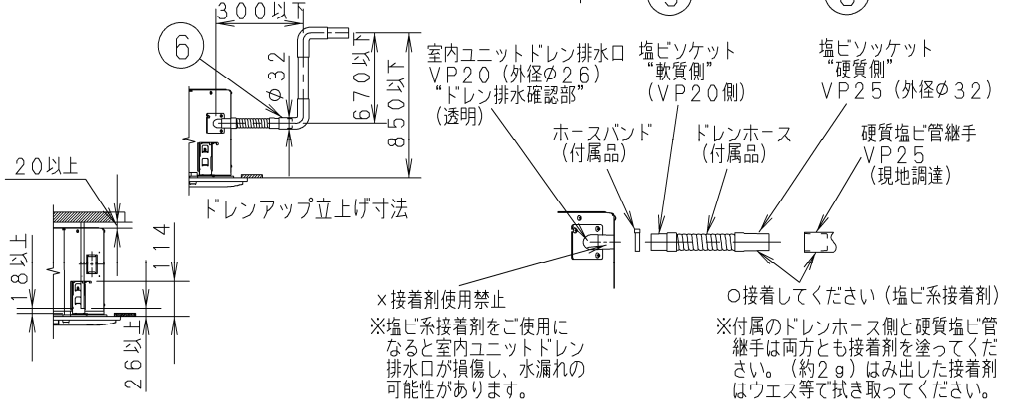 300以下
6
φ32
670以下
850以下
ドレンアップ立上げ寸法
20以上
18以上
114
26以上
室内ユニットドレン排水口
VP20(外径φ26)
“ドレン排水確認部”
(透明)
塩ビソケット
“軟質側”
(VP20側)
塩ビソッケット
“硬質側”
VP25(外径φ32)
ホースバンド
(付属品)
ドレンホース
(付属品)
硬質塩ビ管継手
VP25
(現地調達)
×接着剤使用禁止
※塩ビ系接着剤をご使用に
なると室内ユニットドレン
排水口が損傷し、水漏れの
可能性があります。
○接着してください(塩ビ系接着剤)
※付属のドレンホース側と硬質塩ビ管
継手は両方とも接着剤を塗ってくだ
さい。(約2g)はみ出した接着剤
はウエス等で拭き取ってください。